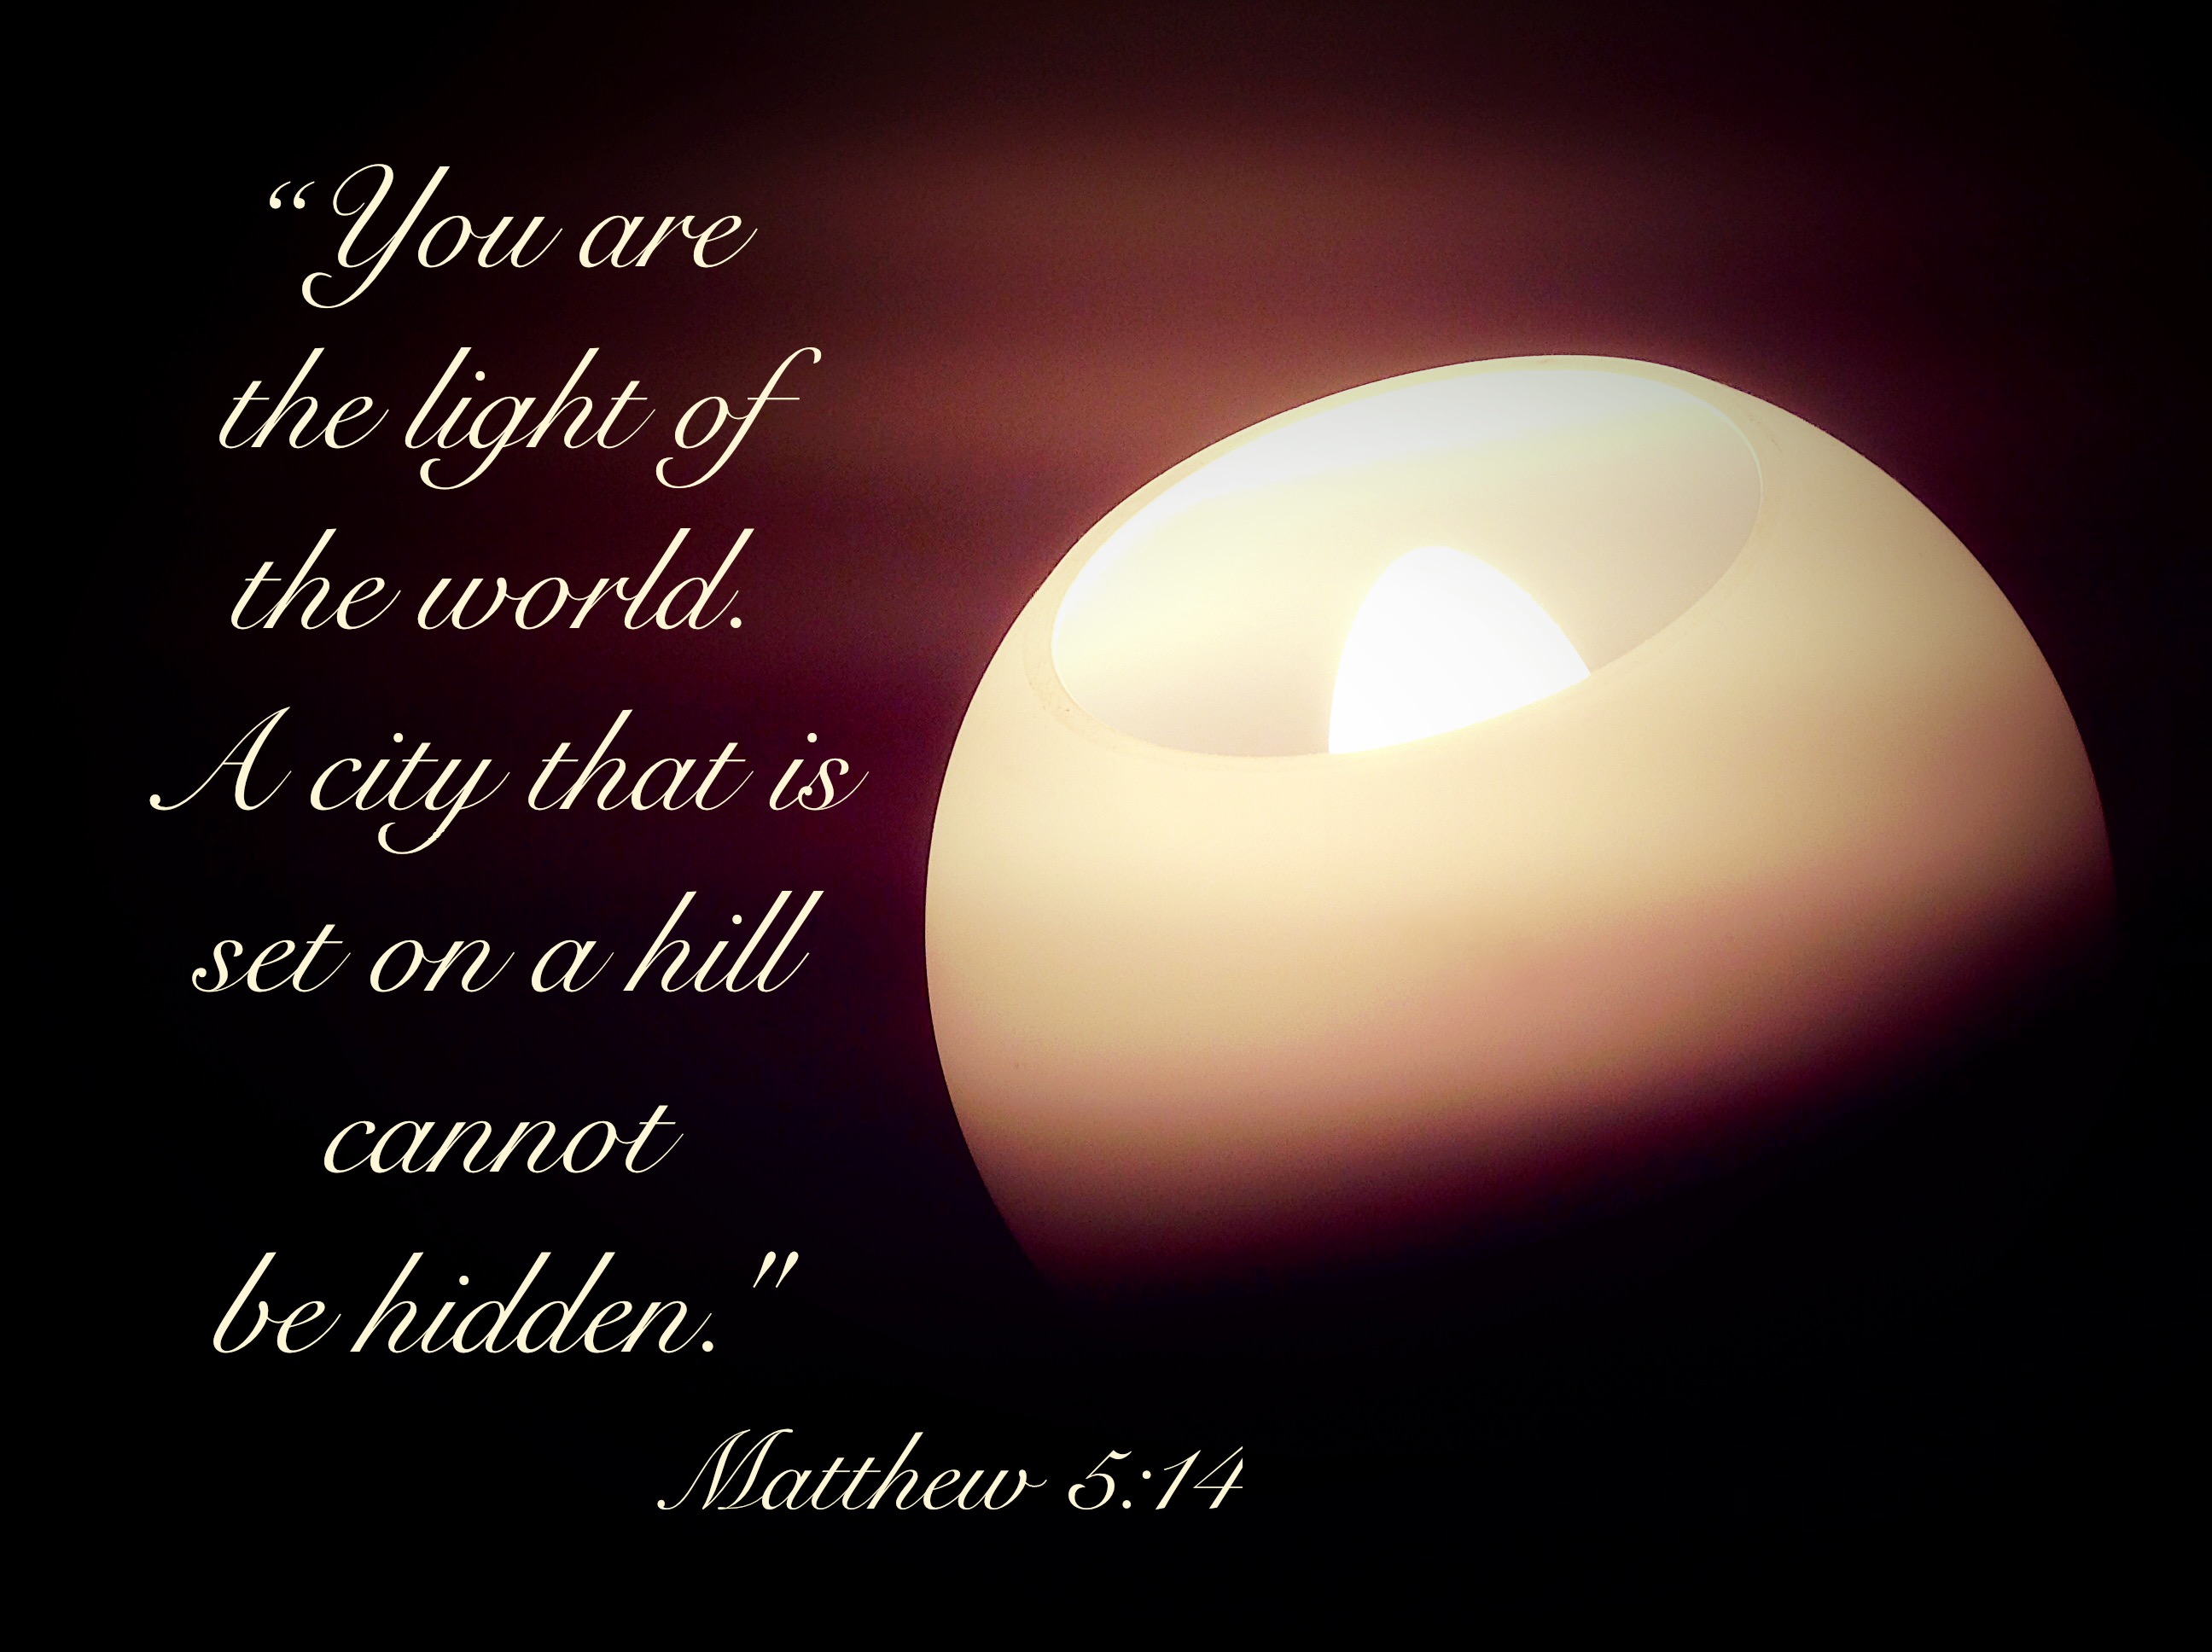 “You are
the light of
the world.
A city that is
set on a hill
cannot
be hidden."
Matthew 5:14